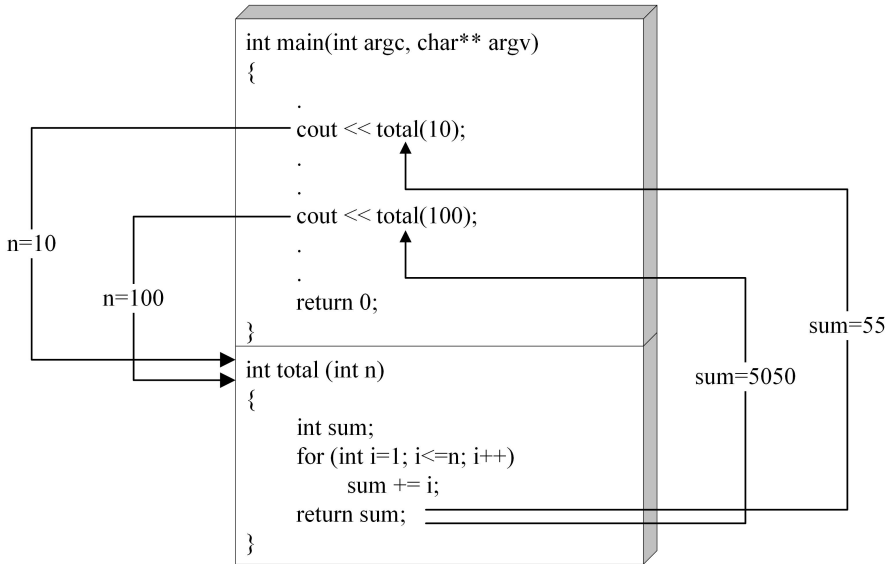 int main(int argc, char** argv)
{
.
cout << total(10);
.
.
cout << total(100);
.
.
return 0;
}
int total (int n)
{
int sum;
for (int i=1; i<=n; i++)
sum += i;
return sum;
}
n=10
n=100
sum=55
sum=5050